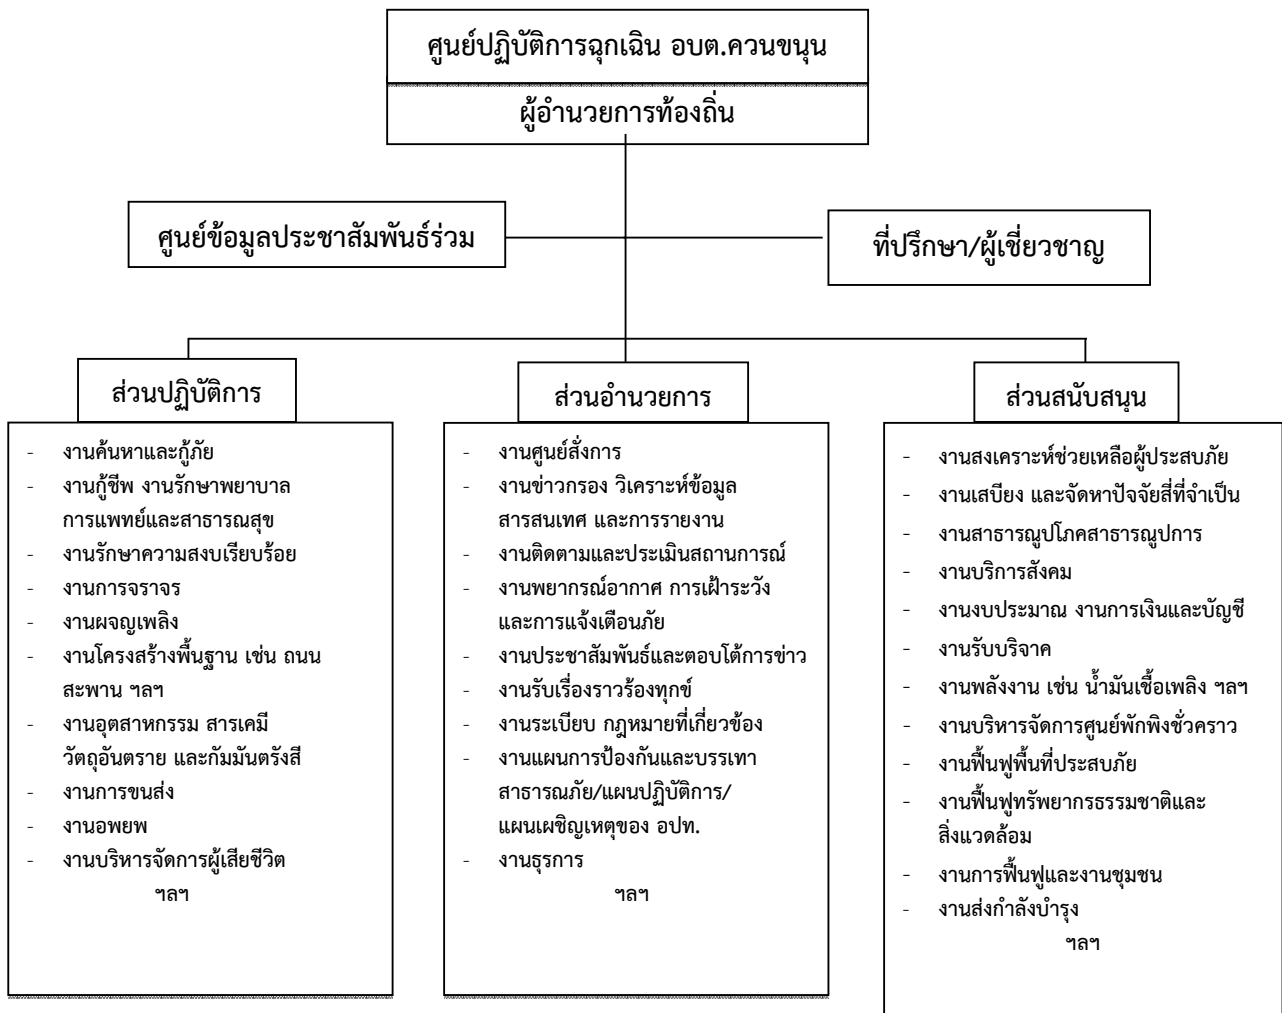 ศูนย์ปฏิบัติการฉุกเฉิน อบต.ควนขนุน
ผู้อำนวยการท้องถิ่น
ศูนย์ข้อมูลประชาสัมพันธ์ร่วม
ที่ปรึกษา/ผู้เชี่ยวชาญ
ส่วนปฏิบัติการ
- งานค้นหาและกู้ภัย
- งานกู้ชีพ งานรักษาพยาบาล
การแพทย์และสาธารณสุข
- งานรักษาความสงบเรียบร้อย
- งานการจราจร
- งานผจญเพลิง
- งานโครงสร้างพื้นฐาน เช่น ถนน
สะพาน ฯลฯ
- งานอุตสาหกรรม สารเคมี
วัตถุอันตราย และกัมมันตรังสี
- งานการขนส่ง
- งานอพยพ
- งานบริหารจัดการผู้เสียชีวิต
ฯลฯ
ส่วนอำนวยการ
- งานศูนย์สั่งการ
- งานข่าวกรอง วิเคราะห์ข้อมูล
สารสนเทศ และการรายงาน
- งานติดตามและประเมินสถานการณ์
- งานพยากรณ์อากาศ การเฝ้าระวัง
และการแจ้งเตือนภัย
- งานประชาสัมพันธ์และตอบโต้การข่าว
- งานรับเรื่องราวร้องทุกข์
- งานระเบียบ กฎหมายที่เกี่ยวข้อง
- งานแผนการป้องกันและบรรเทา
สาธารณภัย/แผนปฏิบัติการ/
แผนเผชิญเหตุของ อปท.
- งานธุรการ
ฯลฯ
ส่วนสนับสนุน
- งานสงเคราะห์ช่วยเหลือผู้ประสบภัย
- งานเสบียง และจัดหาปัจจัยสี่ที่จำเป็น
- งานสาธารณูปโภคสาธารณูปการ
- งานบริการสังคม
- งานงบประมาณ งานการเงินและบัญชี
- งานรับบริจาค
- งานพลังงาน เช่น น้ำมันเชื้อเพลิง ฯลฯ
- งานบริหารจัดการศูนย์พักพิงชั่วคราว
- งานฟื้นฟูพื้นที่ประสบภัย
- งานฟื้นฟูทรัพยากรธรรมชาติและ
สิ่งแวดล้อม
- งานการฟื้นฟูและงานชุมชน
- งานส่งกำลังบำรุง
ฯลฯ